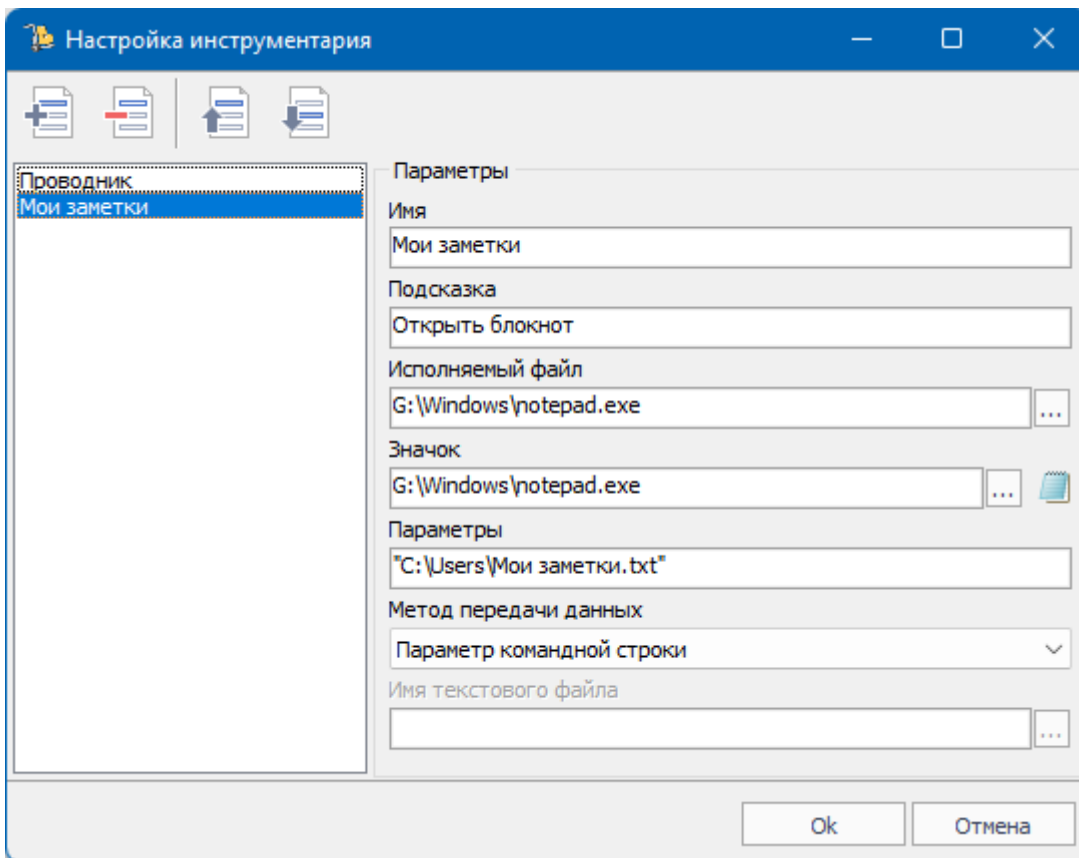 Настройка инструментария
Проводник
Мои заметки
Параметры
Имя
Мои заметки
Подсказка
Открыть блокнот
Исполняемый файл
G:\Windows\notepad.exe
...
Значок
G:\Windows\notepad.exe
...
Параметры
"C:\Users\Мои заметки.txt"
Метод передачи данных
Параметр командной строки
Имя текстового файла
...
Ok
Отмена